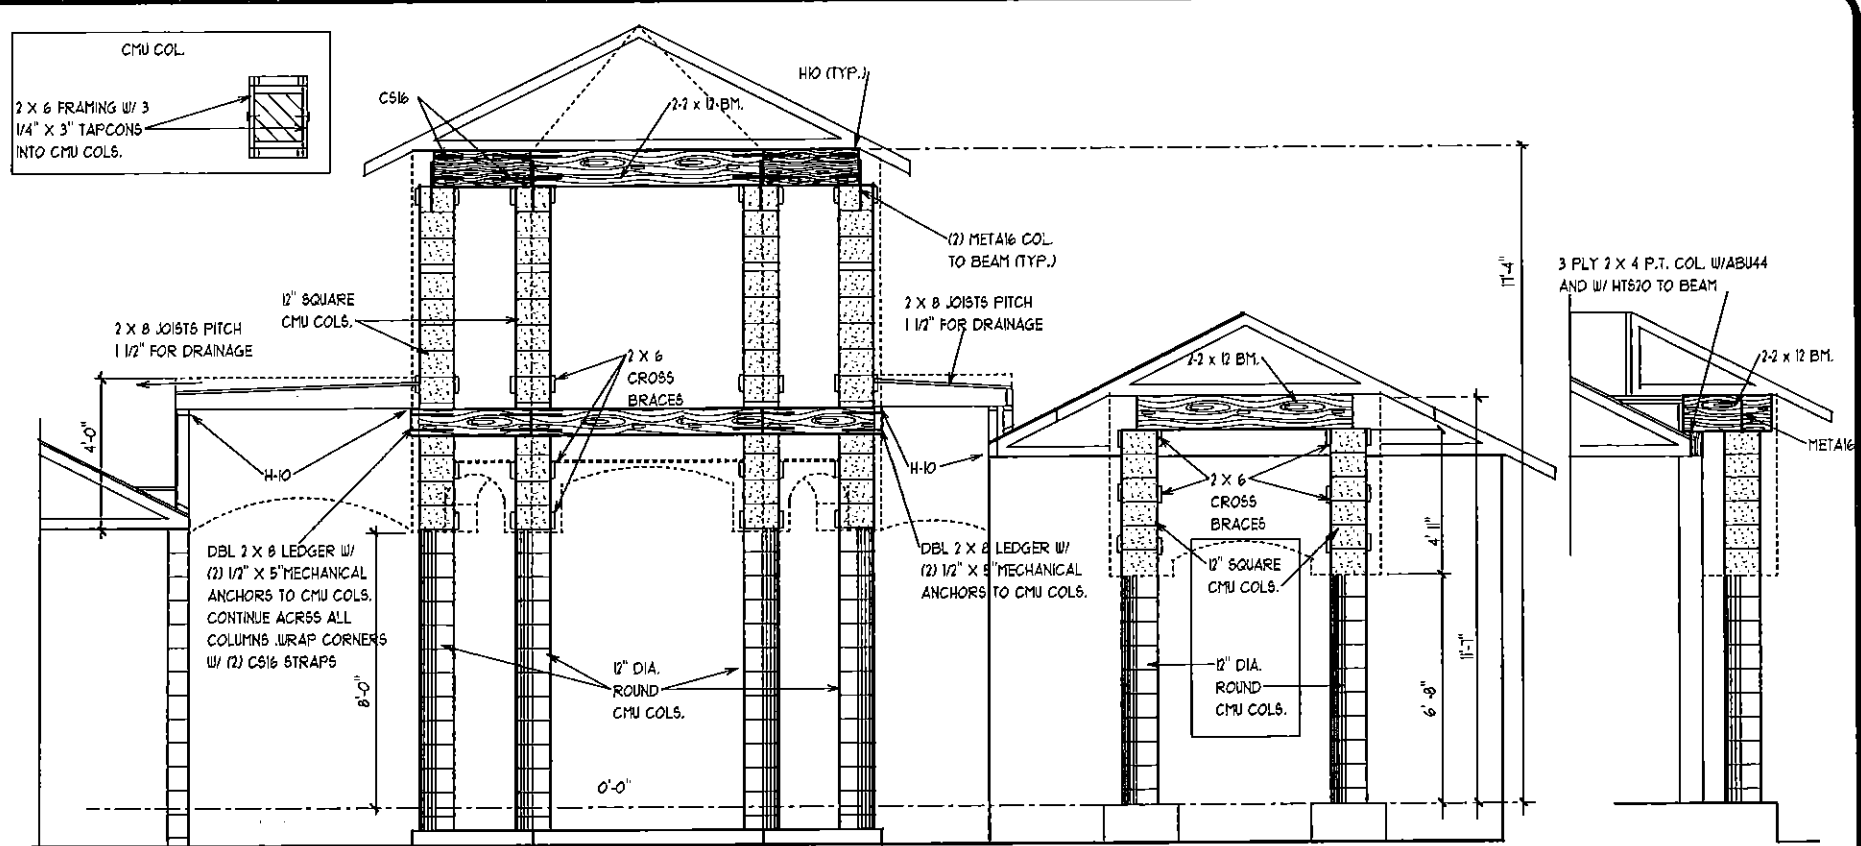 CMU COL.
2 X 6 FRAMING W/ 3
1/4" X 3" TAPCONS
INTO CMU COLS.
CS16
H10 (TYP.)
2-2 x 12 BM.
(2) META16 COL.
TO BEAM (TYP.)
12" SQUARE
CMU COLS.
2 X 8 JOISTS PITCH
1 1/2" FOR DRAINAGE
2 X 8 JOISTS PITCH
1 1/2" FOR DRAINAGE
2 X 6
CROSS
BRACES
4'-0"
H-10
H-10
DBL 2 X 8 LEDGER W/
(2) 1/2" X 5" MECHANICAL
ANCHORS TO CMU COLS.
CONTINUE ACRSS ALL
COLUMNS .WRAP CORNERS
W/ (2) CS16 STRAPS
DBL 2 X 8 LEDGER W/
(2) 1/2" X 5" MECHANICAL
ANCHORS TO CMU COLS.
8'-0"
12" DIA.
ROUND
CMU COLS.
0'-0"
2-2 x 12 BM.
2 X 6
CROSS
BRACES
12" SQUARE
CMU COLS.
12" DIA.
ROUND
CMU COLS.
4'-11"
6'-8"
11'-7"
17'-4"
3 PLY 2 X 4 P.T. COL. W/ABU44
AND W/ HTS20 TO BEAM
2-2 x 12 BM.
META16